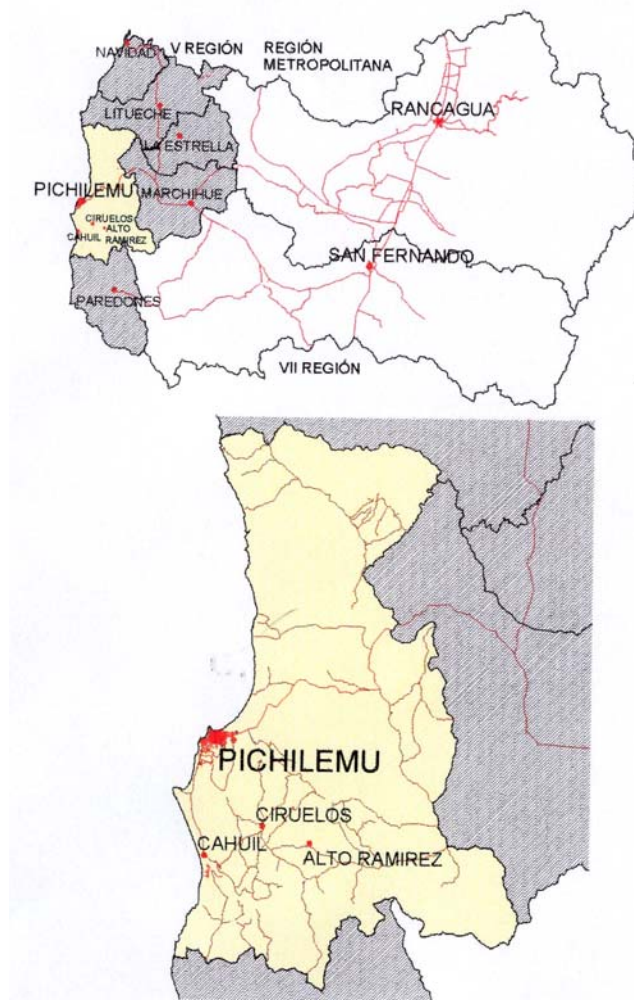 NAVIDAD
V REGIÓN
REGIÓN
METROPOLITANA
RANCAGUA
LITUECHE
LA ESTRELLA
PICHILEMU
MARCHIHUE
CIRUELOS
CAHUIL
ALTO
RAMIREZ
SAN FERNANDO
PAREDONES
VII REGIÓN
PICHILEMU
CIRUELOS
CAHUIL
ALTO RAMIREZ